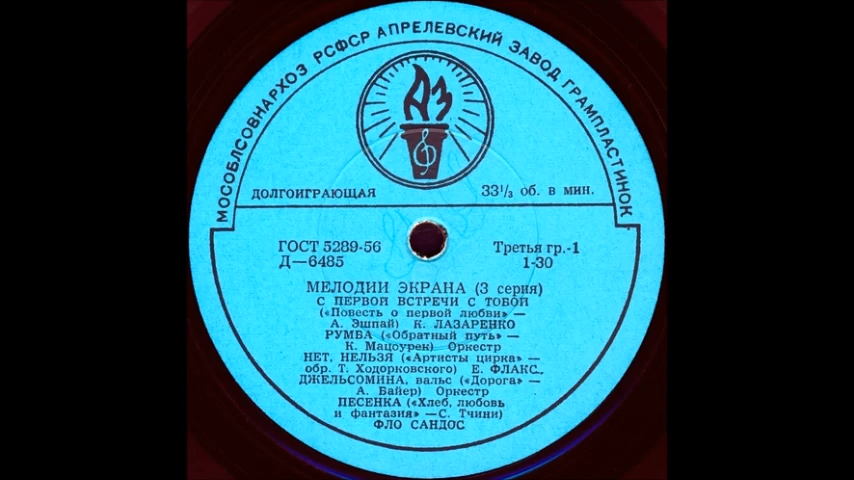 МОСОБЛСОВНАРХОЗ РСФСР АПРЕЛЕВСКИЙ ЗАВОД ГРАМПЛАСТИНОК
АЗ
ДОЛГОИГРАЮЩАЯ 33⅓ об. в мин.
ГОСТ 5289-56 Третья гр.-1
Д—6485 1-30
МЕЛОДИИ ЭКРАНА (3 серия)
С ПЕРВОЙ ВСТРЕЧИ С ТОБОЙ
(«Повесть о первой любви» —
А. Эшпай) К. ЛАЗАРЕНКО
РУМБА («Обратный путь» —
К. Мацоурек) Оркестр
НЕТ, НЕЛЬЗЯ («Артисты цирка» —
обр. Т. Ходорковского) Е. ФЛАКС
ДЖЕЛЬСОМИНА, вальс («Дорога» —
А. Байер) Оркестр
ПЕСЕНКА («Хлеб, любовь
и фантазия» —С. Тчини)
ФЛО САНДОС